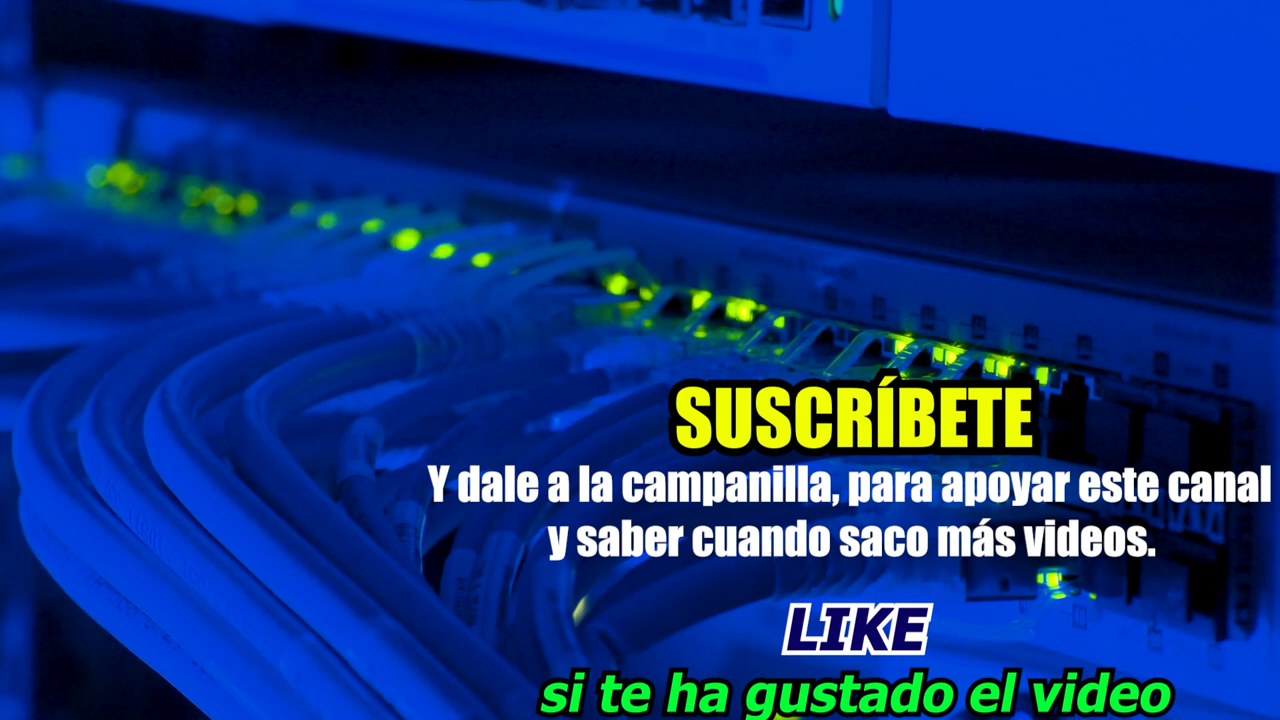 SUSCRÍBETE
Y dale a la campanilla, para apoyar este canal
y saber cuando saco más videos.
LIKE
si te ha gustado el video